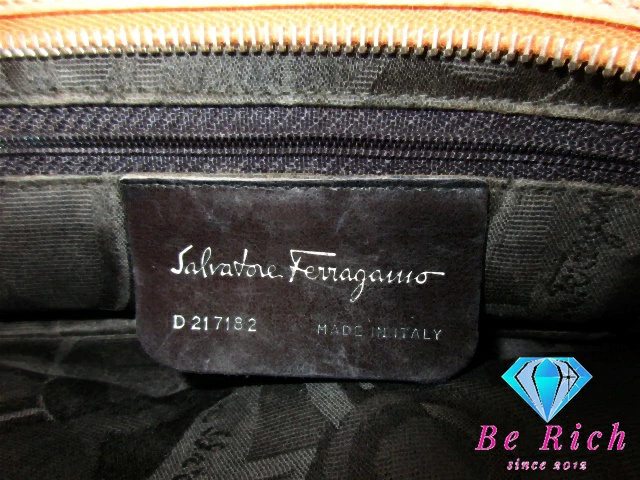 Salvatore Ferragamo
D 217182 MADE IN ITALY
Be Rich
since 2012